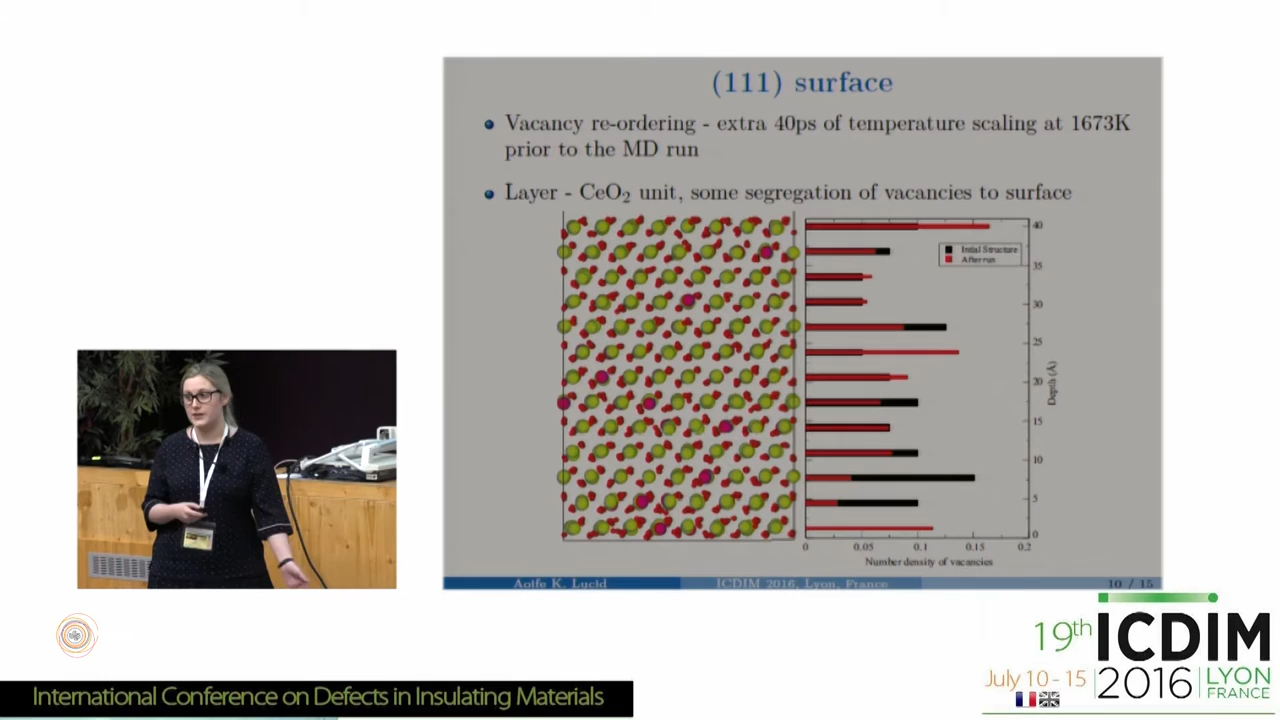 (111) surface
Vacancy re-ordering - extra 40ps of temperature scaling at 1673K
prior to the MD run
Layer - CeO₂ unit, some segregation of vacancies to surface
Initial Structure
After run
40
35
30
25
20
15
10
5
0
Depth (Å)
0 0.05 0.1 0.15 0.2
Number density of vacancies
Aoife K. Lucid ICDIM 2016, Lyon, France 10 / 15
19th ICDIM
July 10 - 15 2016 LYON
FRANCE
International Conference on Defects in Insulating Materials